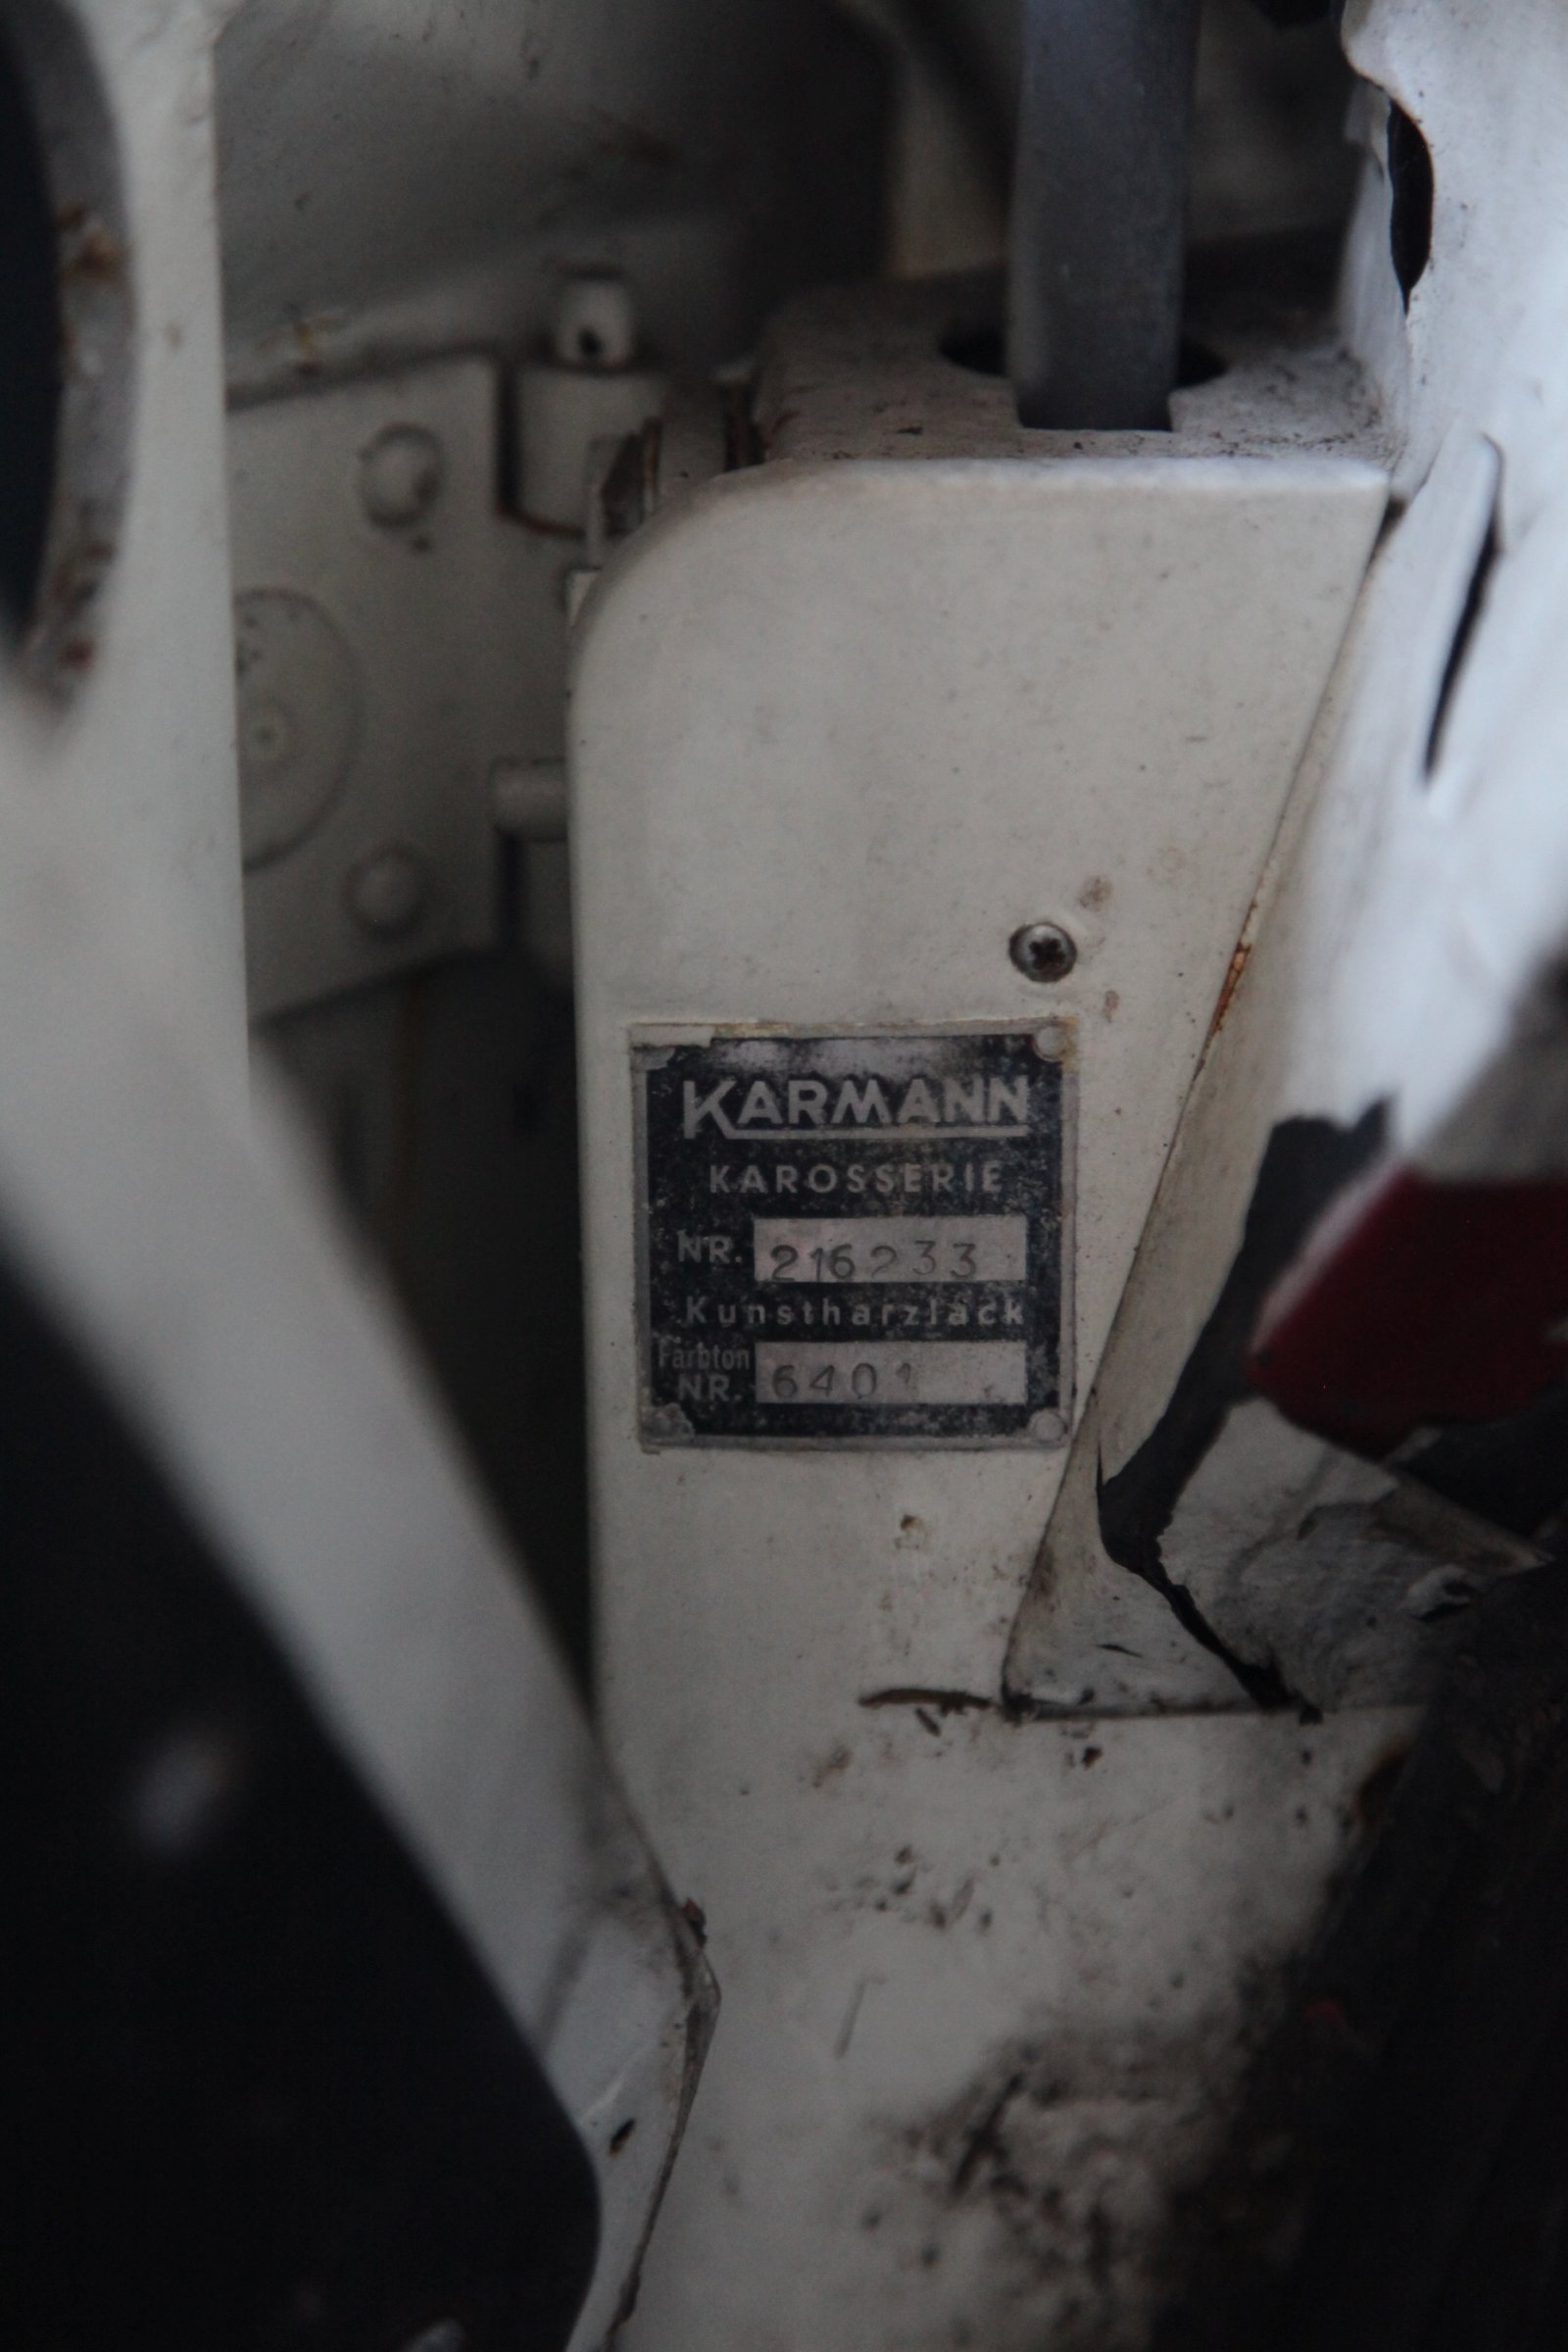 KARMANN
KAROSSERIE
NR. 216233
Kunstharzlack
Farbton
NR. 6401